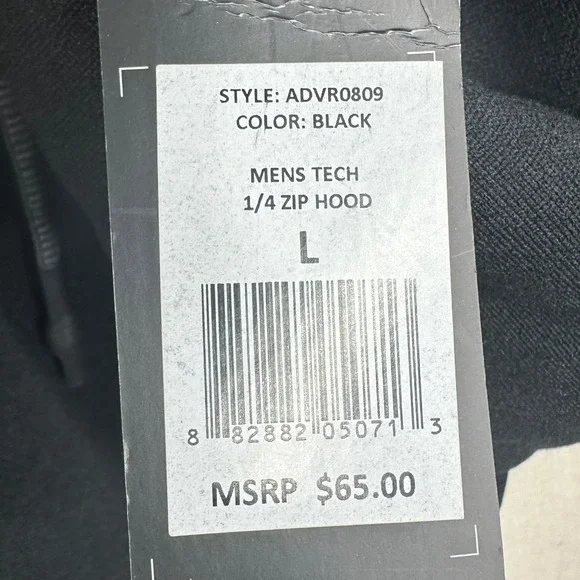 STYLE: ADVR0809
COLOR: BLACK
MENS TECH
1/4 ZIP HOOD
L
8 82882 05071 3
MSRP $65.00